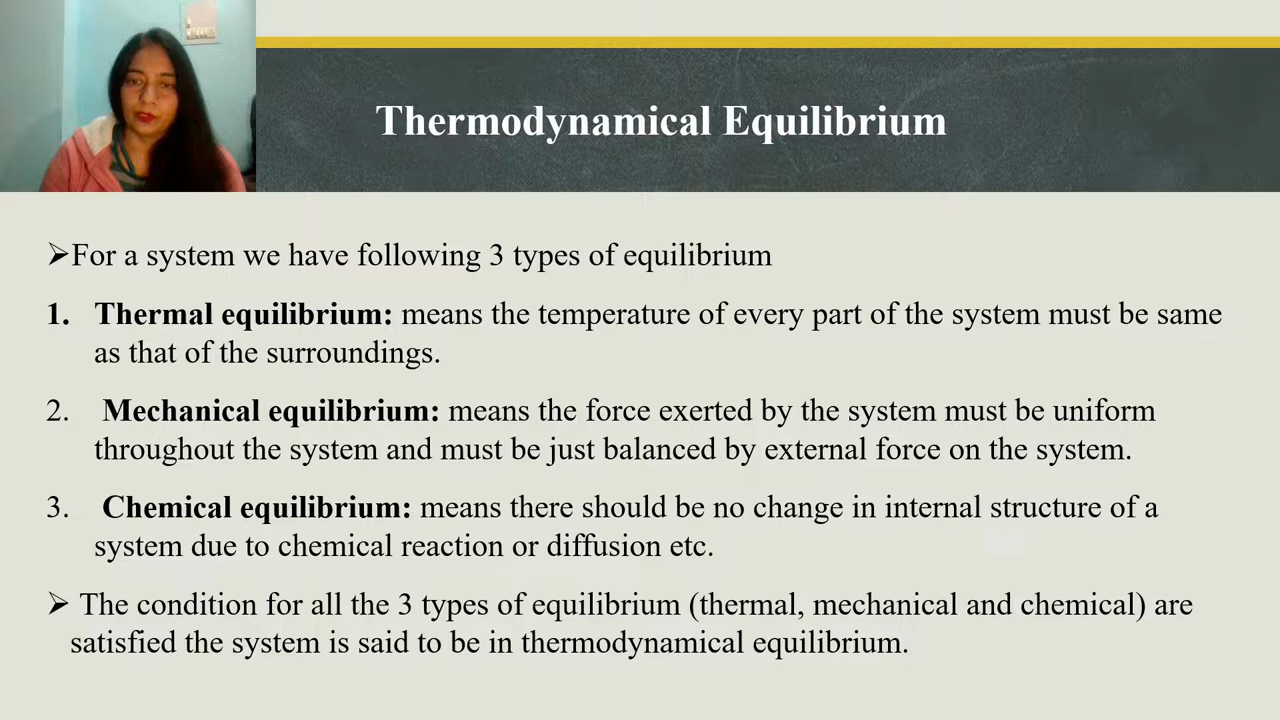 Thermodynamical Equilibrium
➢For a system we have following 3 types of equilibrium
1. Thermal equilibrium: means the temperature of every part of the system must be same
as that of the surroundings.
2. Mechanical equilibrium: means the force exerted by the system must be uniform
throughout the system and must be just balanced by external force on the system.
3. Chemical equilibrium: means there should be no change in internal structure of a
system due to chemical reaction or diffusion etc.
➢ The condition for all the 3 types of equilibrium (thermal, mechanical and chemical) are
satisfied the system is said to be in thermodynamical equilibrium.